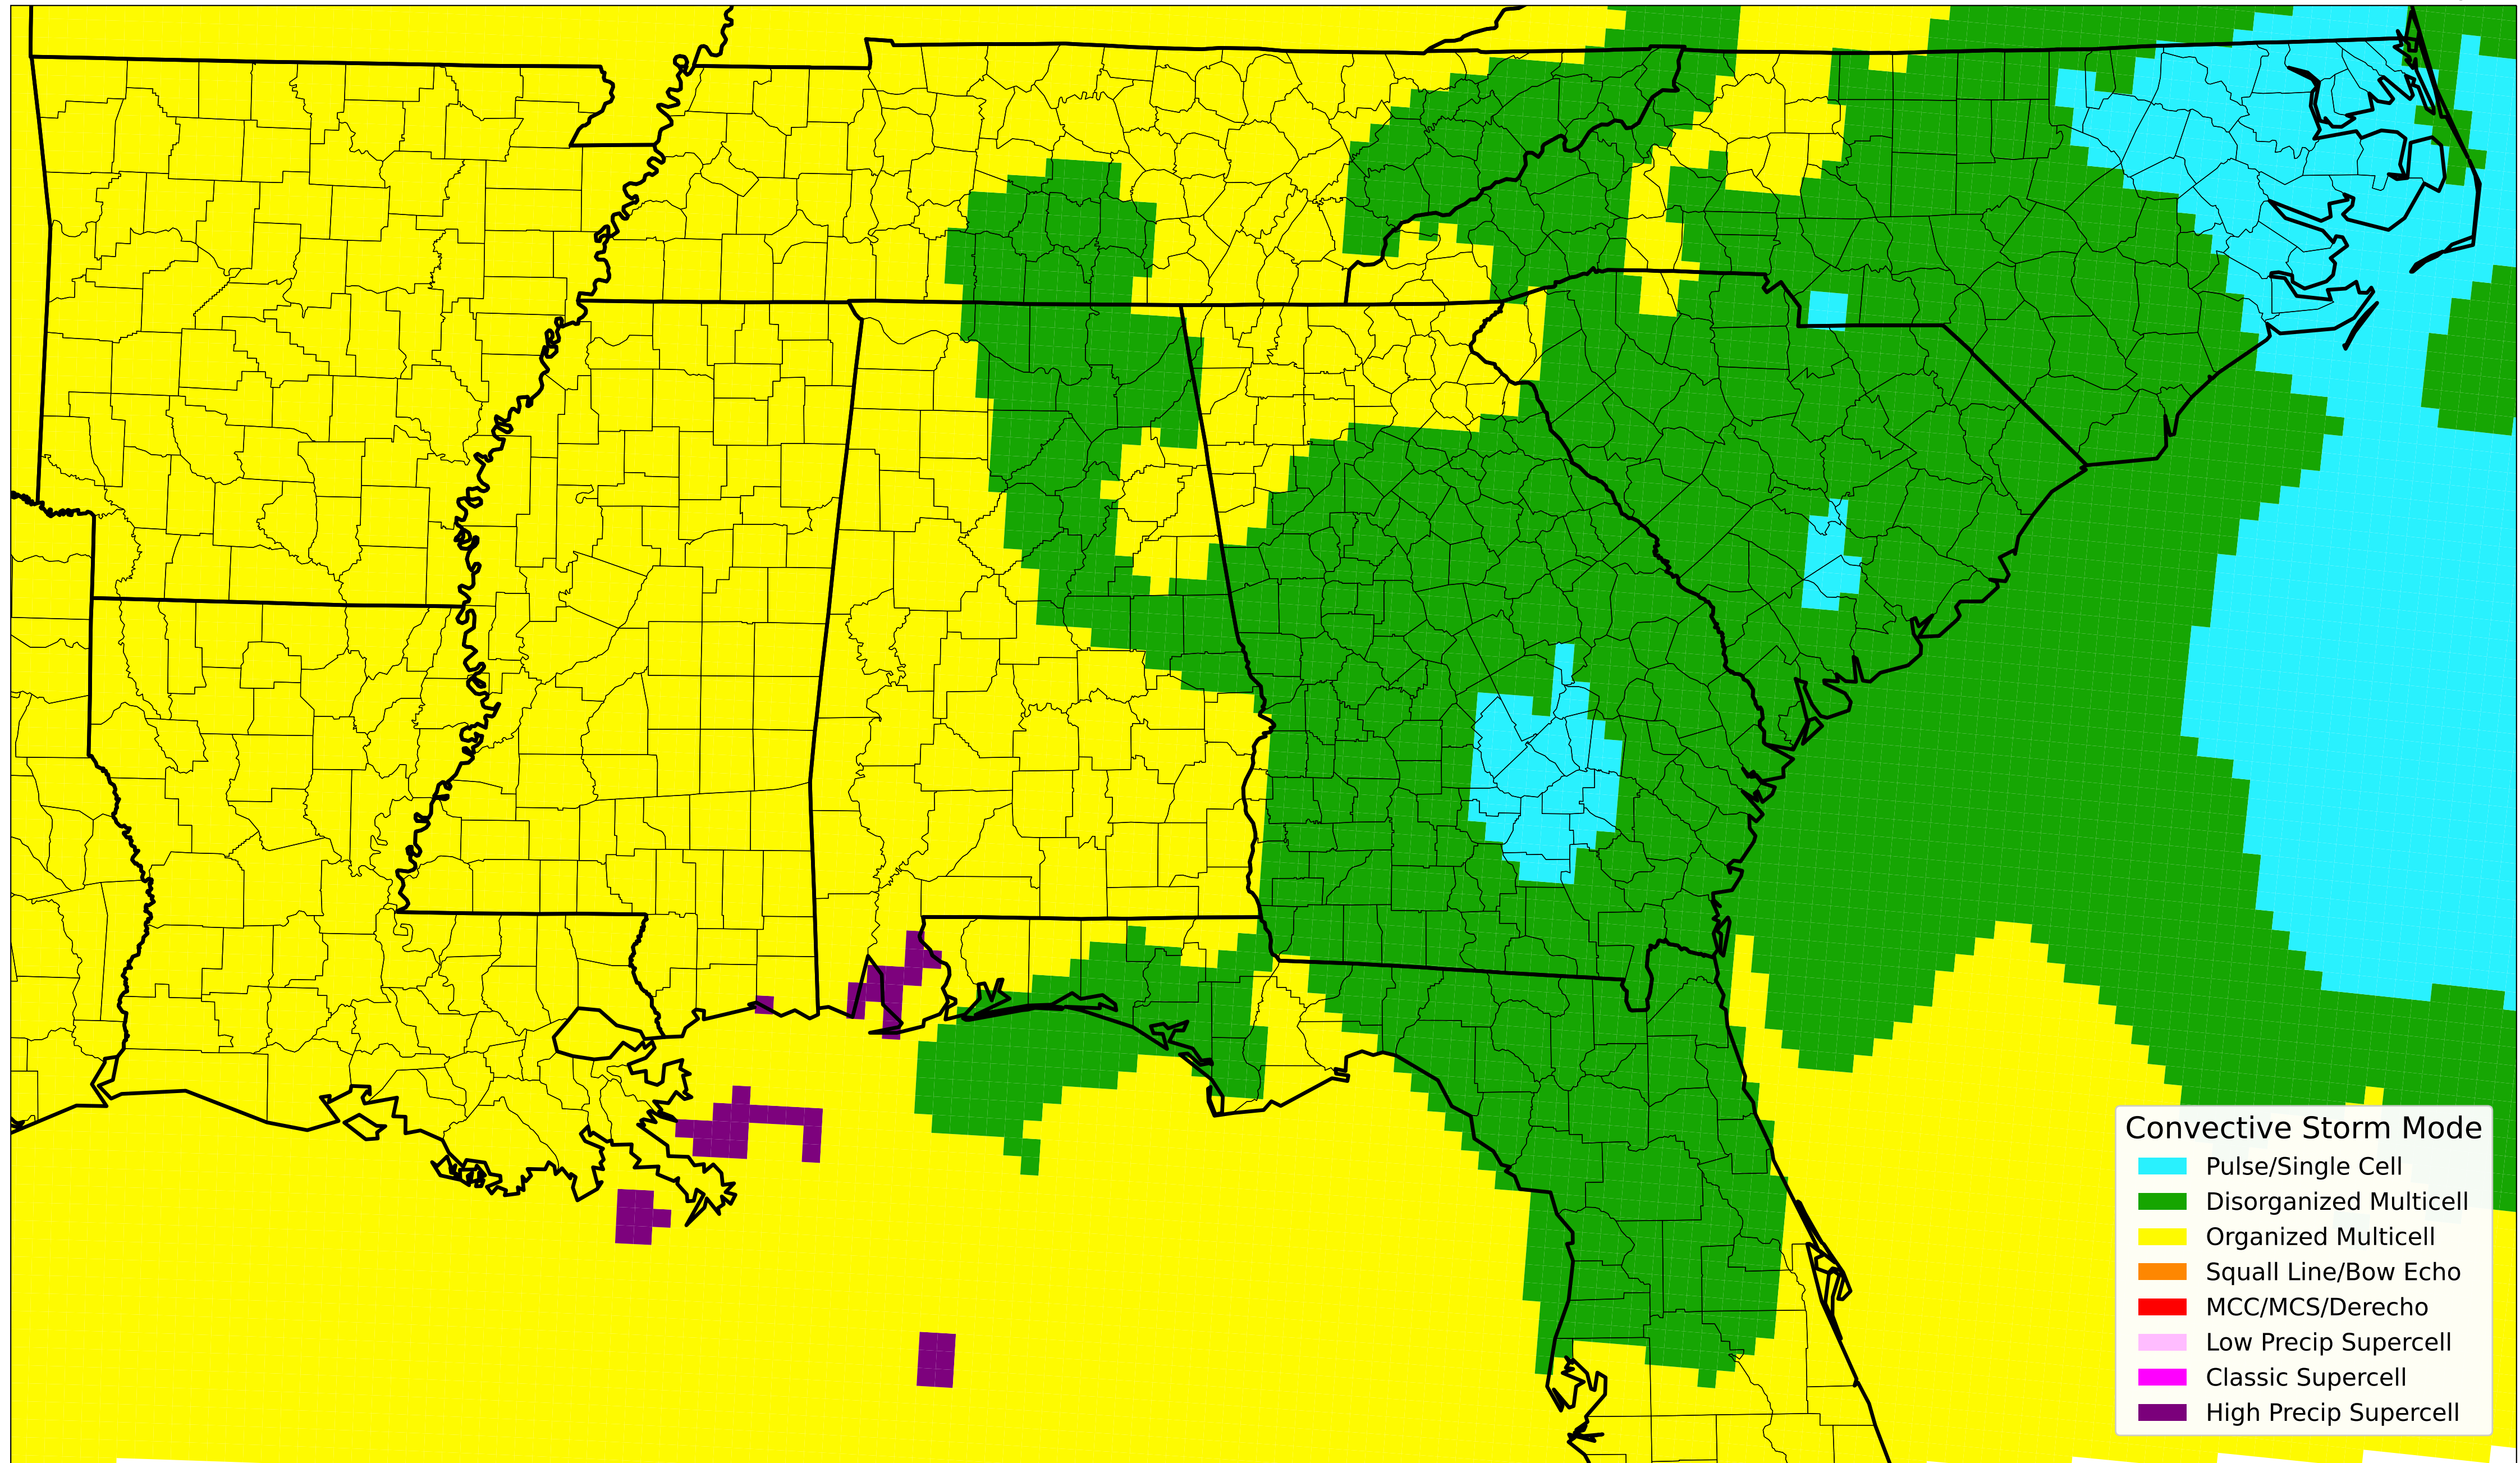 Convective Storm Mode
Pulse/Single Cell
Disorganized Multicell
Organized Multicell
Squall Line/Bow Echo
MCC/MCS/Derecho
Low Precip Supercell
Classic Supercell
High Precip Supercell